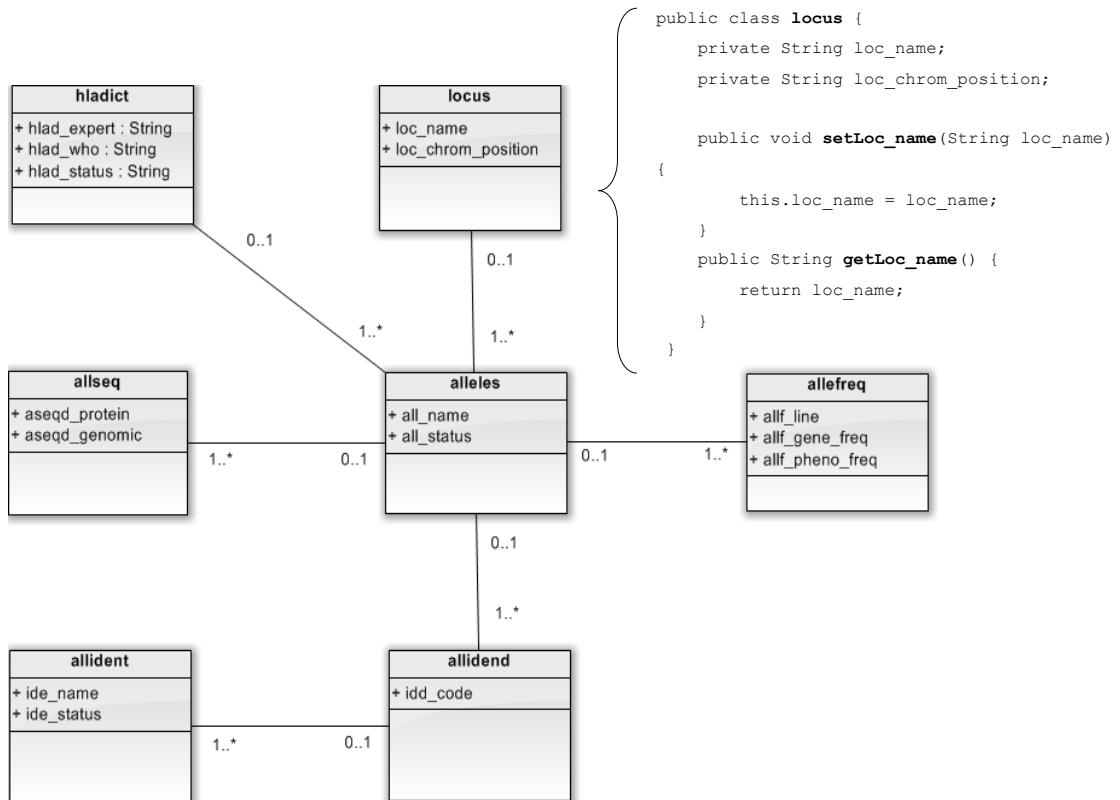 public class locus {
private String loc_name;
private String loc_chrom_position;
public void setLoc_name(String loc_name)
{
this.loc_name = loc_name;
}
public String getLoc_name() {
return loc_name;
}
}
hladict
+ hlad_expert : String
+ hlad_who : String
+ hlad_status : String
locus
+ loc_name
+ loc_chrom_position
0..1
0..1
1..*
1..*
allseq
+ aseqd_protein
+ aseqd_genomic
alleles
+ all_name
+ all_status
allefreq
+ allf_line
+ allf_gene_freq
+ allf_pheno_freq
1..*
0..1
0..1
1..*
0..1
1..*
allident
+ ide_name
+ ide_status
allidend
+ idd_code
1..*
0..1